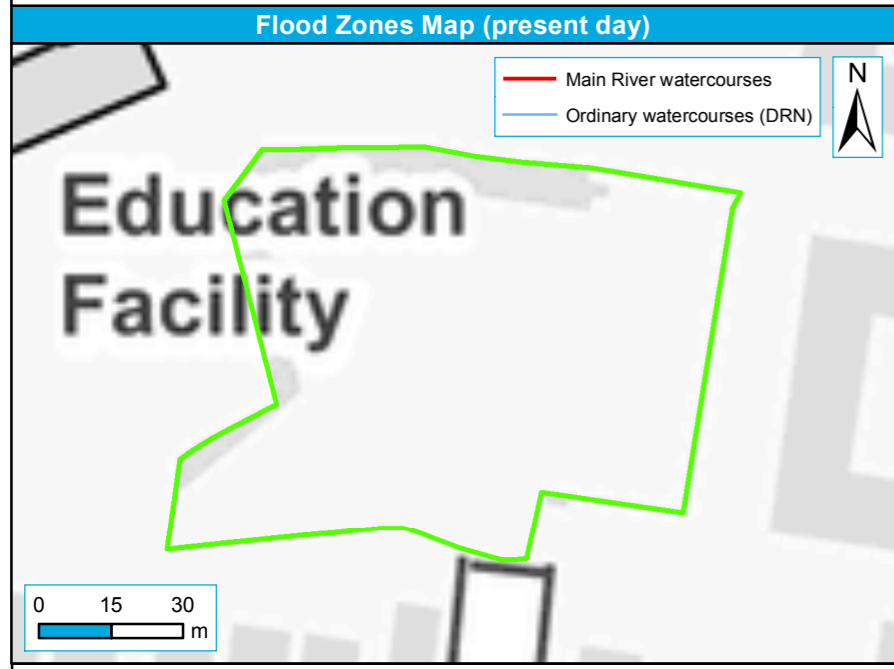 Flood Zones Map (present day)
Main River watercourses
Ordinary watercourses (DRN)
N
Education
Facility
0 15 30
m